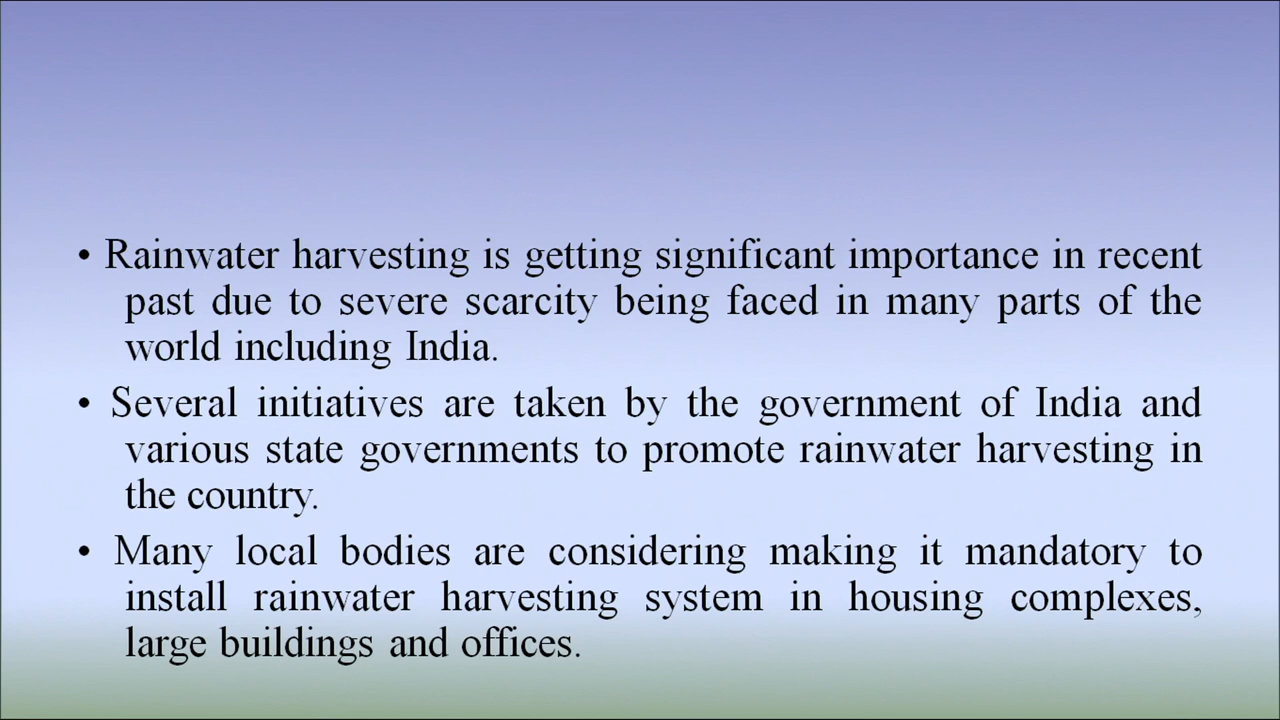 • Rainwater harvesting is getting significant importance in recent
past due to severe scarcity being faced in many parts of the
world including India.
• Several initiatives are taken by the government of India and
various state governments to promote rainwater harvesting in
the country.
• Many local bodies are considering making it mandatory to
install rainwater harvesting system in housing complexes,
large buildings and offices.